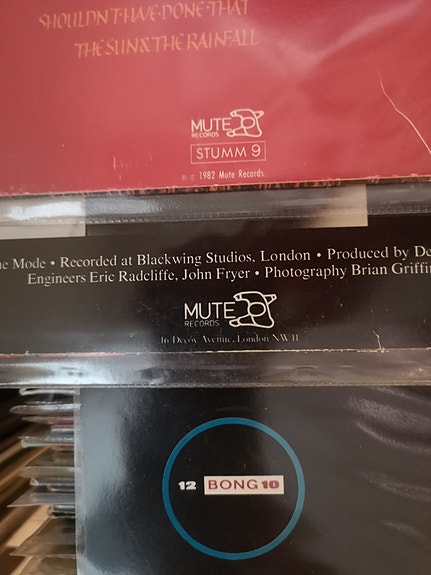 SHOULDN'T·HAVE·DONE·THAT
THE SUN & THE RAINFALL
MUTE
RECORDS
STUMM 9
℗ © 1982 Mute Records.
he Mode • Recorded at Blackwing Studios, London • Produced by De
Engineers Eric Radcliffe, John Fryer • Photography Brian Griffin
MUTE
RECORDS
16 Decoy Avenue, London NW11
12 BONG 10